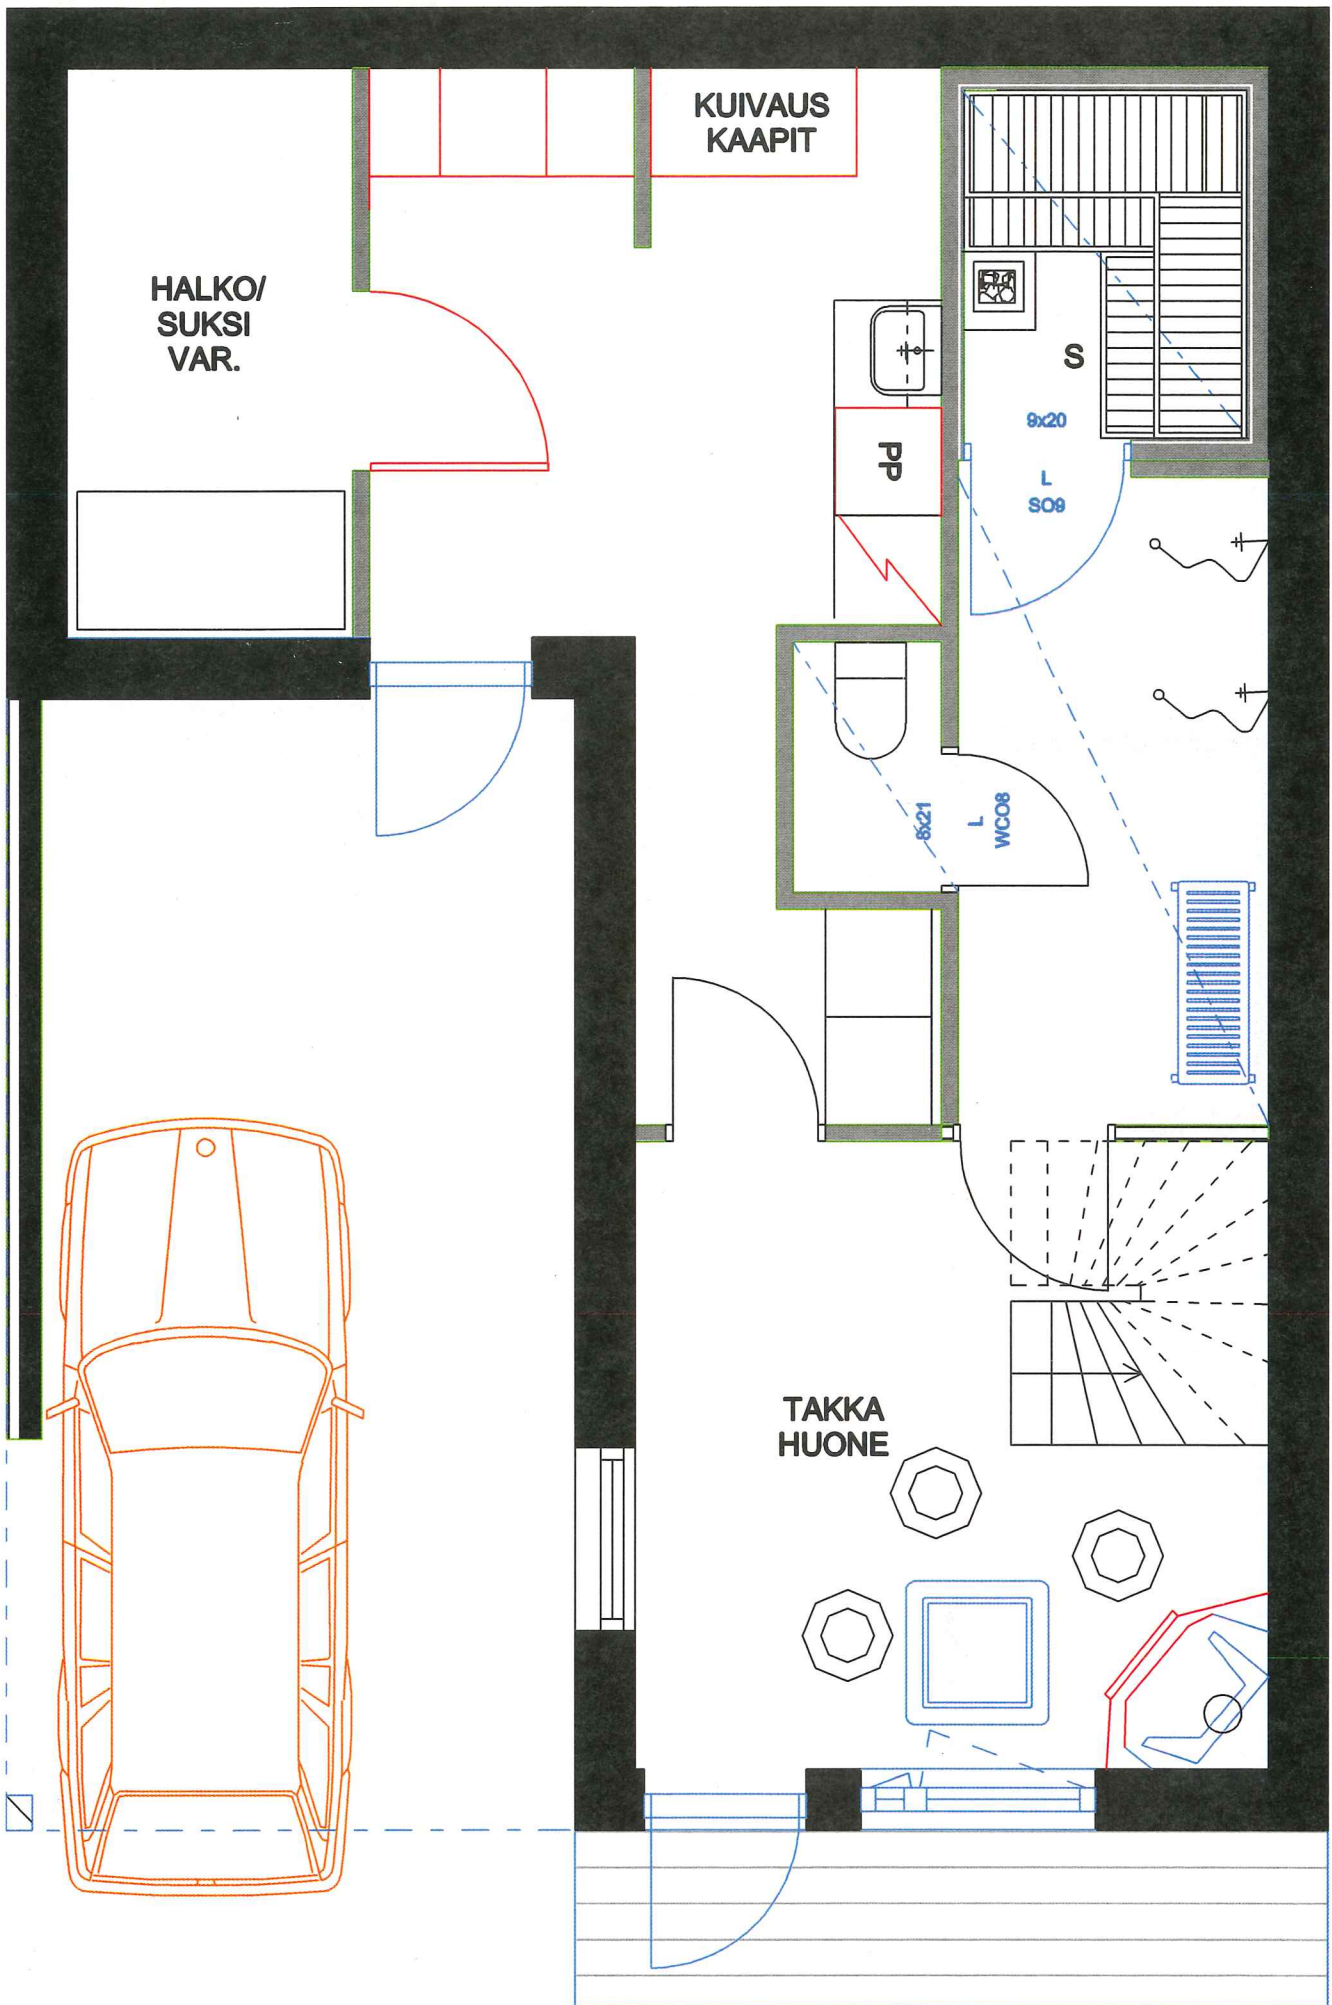 KUIVAUS
KAAPIT
HALKO/
SUKSI
VAR.
S
9x20
L
SO9
PP
8x21
L
WC08
TAKKA
HUONE